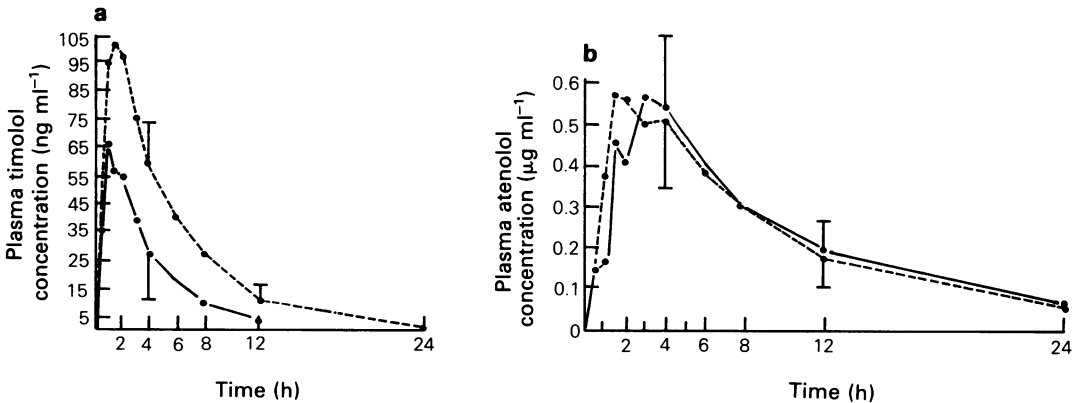 a
105
95
85
75
65
55
45
35
25
15
5
2 4 6 8 12 24
Time (h)
Plasma timolol
concentration (ng ml⁻¹)
b
0.6
0.5
0.4
0.3
0.2
0.1
0
2 4 6 8 12 24
Time (h)
Plasma atenolol
concentration (μg ml⁻¹)